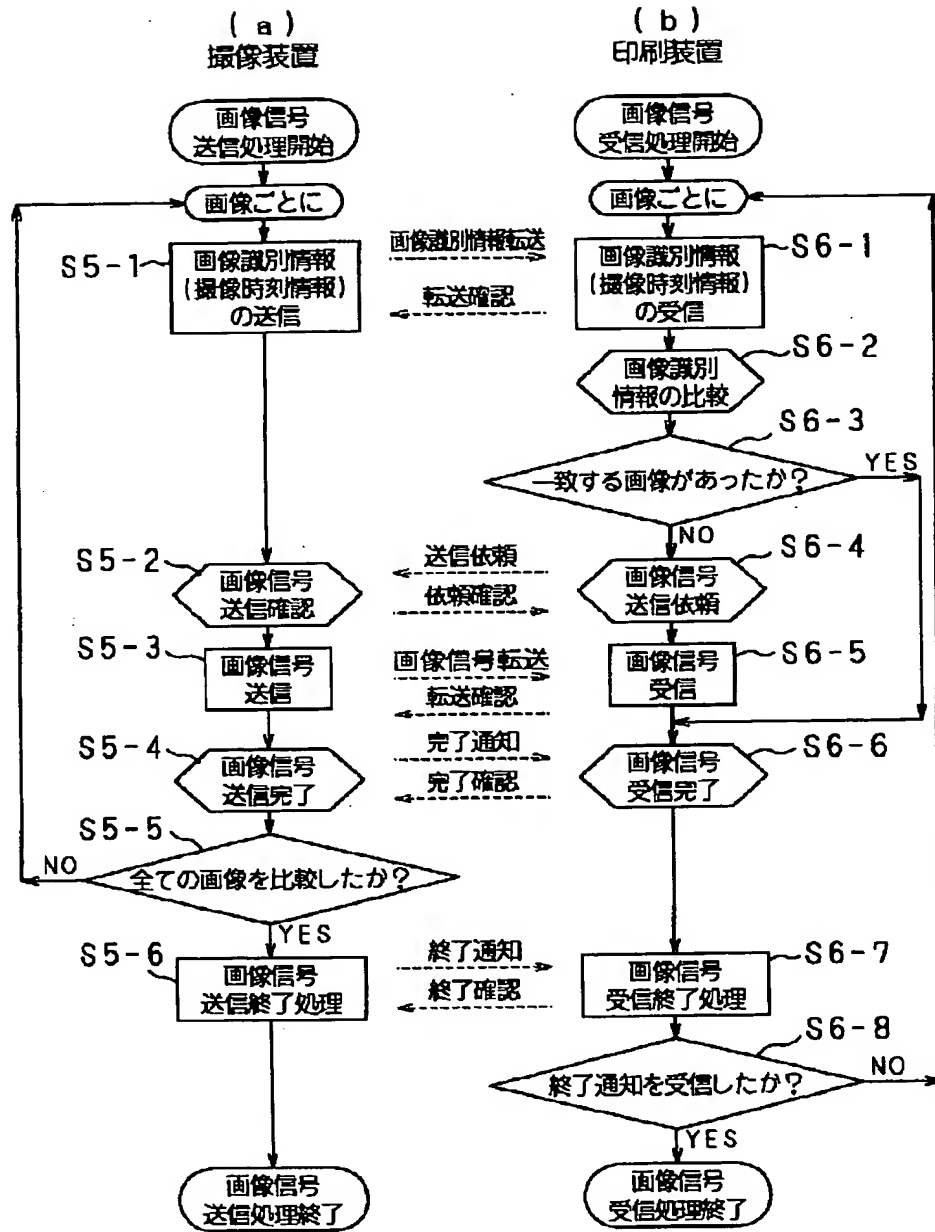 (a)
撮像装置
(b)
印刷装置
画像信号
送信処理開始
画像信号
受信処理開始
画像ごとに
画像ごとに
S5-1
画像識別情報
(撮像時刻情報)
の送信
画像識別情報転送
転送確認
S6-1
画像識別情報
(撮像時刻情報)
の受信
S6-2
画像識別
情報の比較
S6-3
一致する画像があったか?
YES
NO
S5-2
画像信号
送信確認
送信依頼
依頼確認
S6-4
画像信号
送信依頼
S5-3
画像信号
送信
画像信号転送
転送確認
S6-5
画像信号
受信
S5-4
画像信号
送信完了
完了通知
完了確認
S6-6
画像信号
受信完了
S5-5
NO
全ての画像を比較したか?
YES
S5-6
画像信号
送信終了処理
終了通知
終了確認
S6-7
画像信号
受信終了処理
S6-8
NO
終了通知を受信したか?
YES
画像信号
送信処理終了
画像信号
受信処理終了